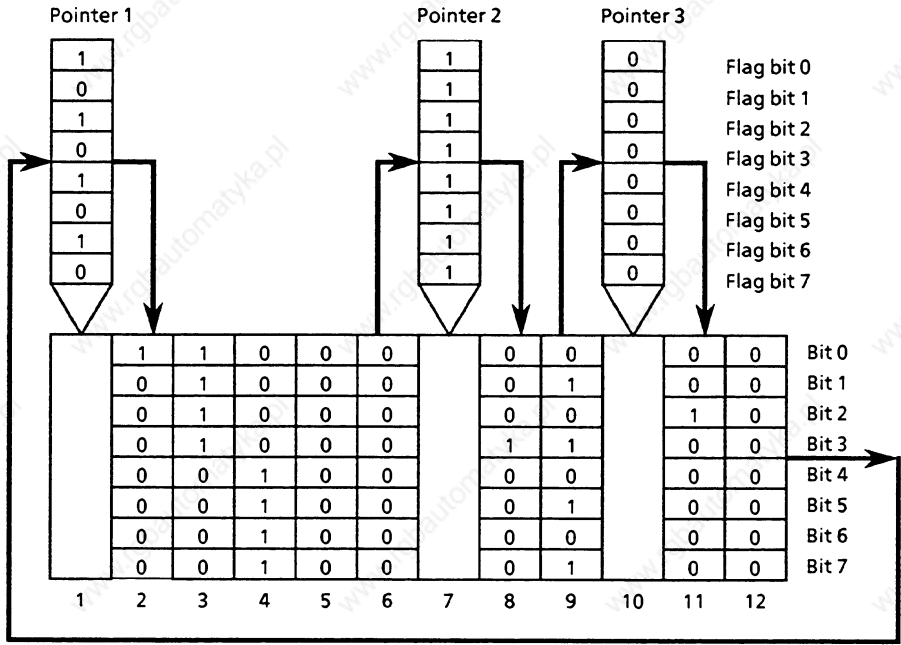 Pointer 1 Pointer 2 Pointer 3
1 1 0 Flag bit 0
0 1 0 Flag bit 1
1 1 0 Flag bit 2
0 1 0 Flag bit 3
1 1 0 Flag bit 4
0 1 0 Flag bit 5
1 1 0 Flag bit 6
0 1 0 Flag bit 7
1 1 0 0 0 0 0 0 0 Bit 0
0 1 0 0 0 0 1 0 0 Bit 1
0 1 0 0 0 0 0 1 0 Bit 2
0 1 0 0 0 1 1 0 0 Bit 3
0 0 1 0 0 0 0 0 0 Bit 4
0 0 1 0 0 0 1 0 0 Bit 5
0 0 1 0 0 0 0 0 0 Bit 6
0 0 1 0 0 0 1 0 0 Bit 7
1 2 3 4 5 6 7 8 9 10 11 12
www.rgbautomatyka.pl